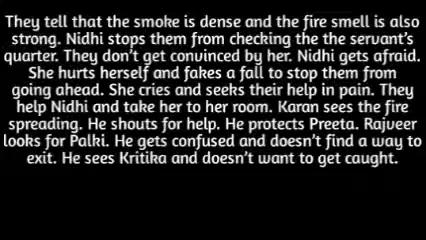 They tell that the smoke is dense and the fire smell is also
strong. Nidhi stops them from checking the the servant's
quarter. They don't get convinced by her. Nidhi gets afraid.
She hurts herself and fakes a fall to stop them from
going ahead. She cries and seeks their help in pain. They
help Nidhi and take her to her room. Karan sees the fire
spreading. He shouts for help. He protects Preeta. Rajveer
looks for Palki. He gets confused and doesn't find a way to
exit. He sees Kritika and doesn't want to get caught.